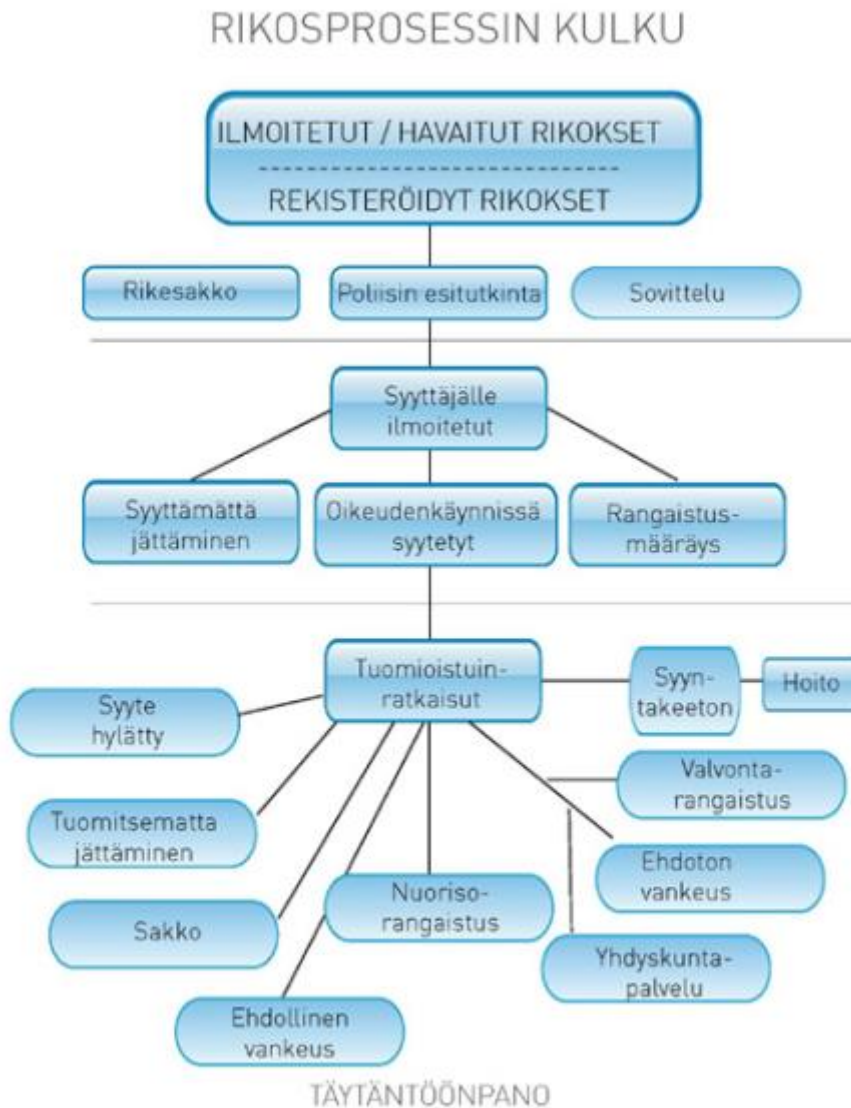 RIKOSPROSESSIN KULKU
ILMOITETUT / HAVAITUT RIKOKSET
REKISTERÖIDYT RIKOKSET
Rikesakko
Poliisin esitutkinta
Sovittelu
Syyttäjälle
ilmoitetut
Syyttämättä
jättäminen
Oikeudenkäynnissä
syytetyt
Rangaistus-
määräys
Tuomioistuin-
ratkaisut
Syyn-
takeeton
Hoito
Syyte
hylätty
Valvonta-
rangaistus
Tuomitsematta
jättäminen
Ehdoton
vankeus
Nuoriso-
rangaistus
Sakko
Yhdyskunta-
palvelu
Ehdollinen
vankeus
TÄYTÄNTÖÖNPANO